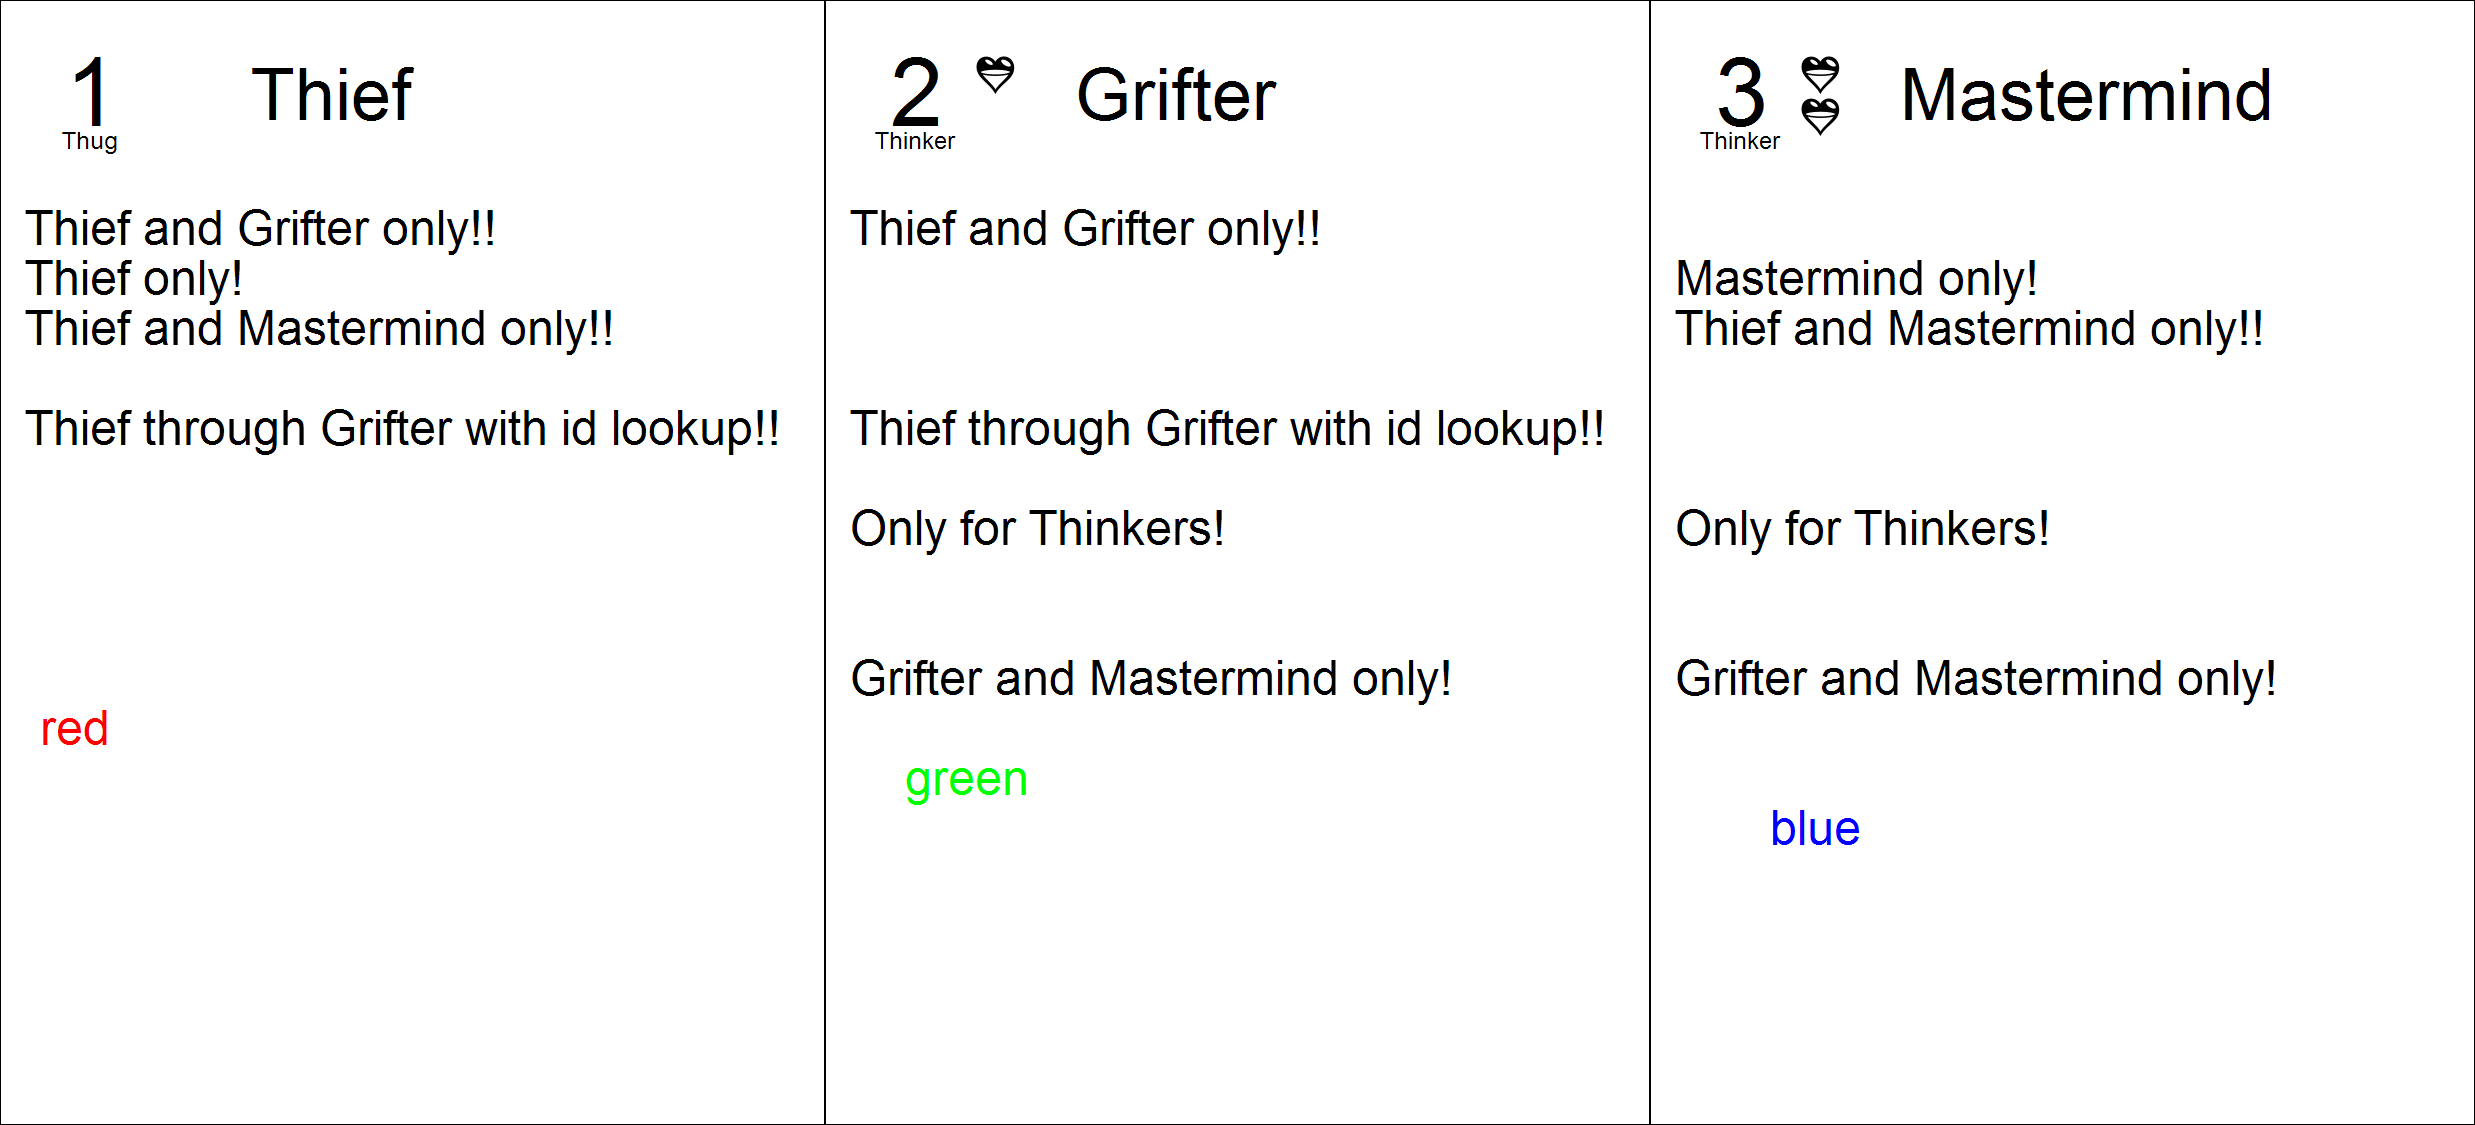 1 Thief
Thug
Thief and Grifter only!!
Thief only!
Thief and Mastermind only!!
Thief through Grifter with id lookup!!
red
2 Grifter
Thinker
Thief and Grifter only!!
Thief through Grifter with id lookup!!
Only for Thinkers!
Grifter and Mastermind only!
green
3 Mastermind
Thinker
Mastermind only!
Thief and Mastermind only!!
Only for Thinkers!
Grifter and Mastermind only!
blue